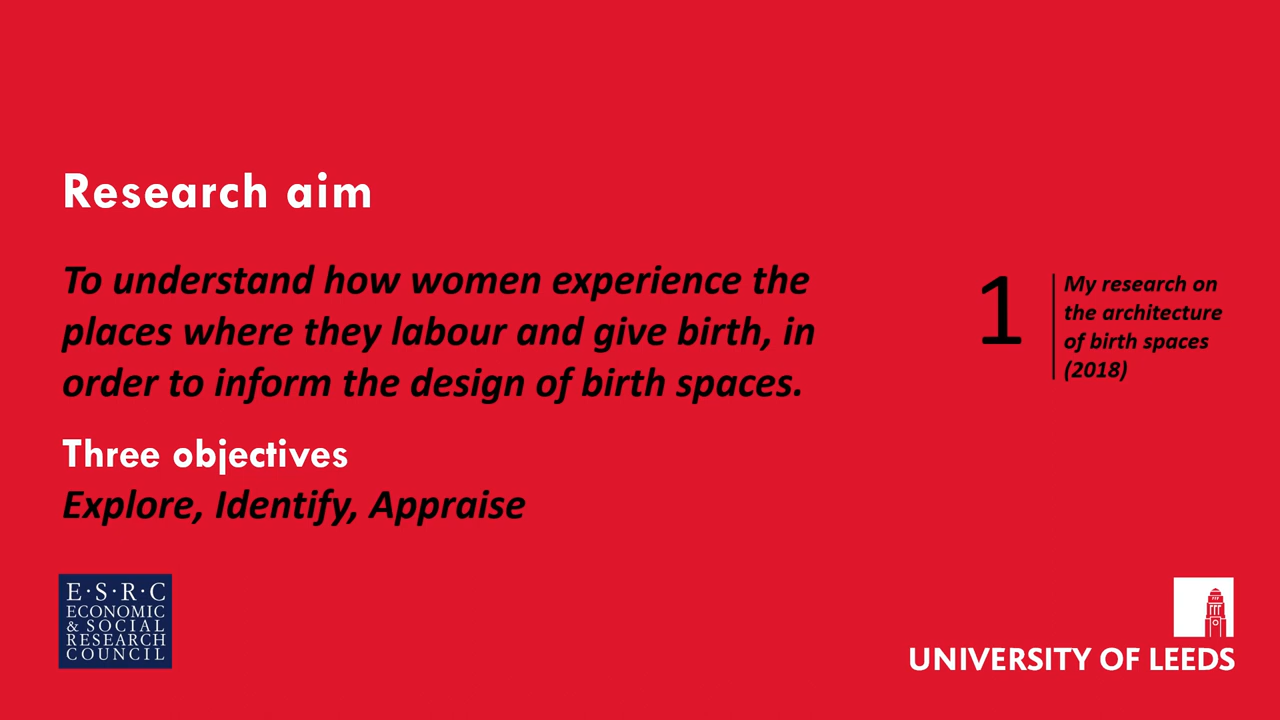 Research aim
To understand how women experience the
places where they labour and give birth, in
order to inform the design of birth spaces.
Three objectives
Explore, Identify, Appraise
1
My research on
the architecture
of birth spaces
(2018)
E·S·R·C
ECONOMIC
& SOCIAL
RESEARCH
COUNCIL
UNIVERSITY OF LEEDS